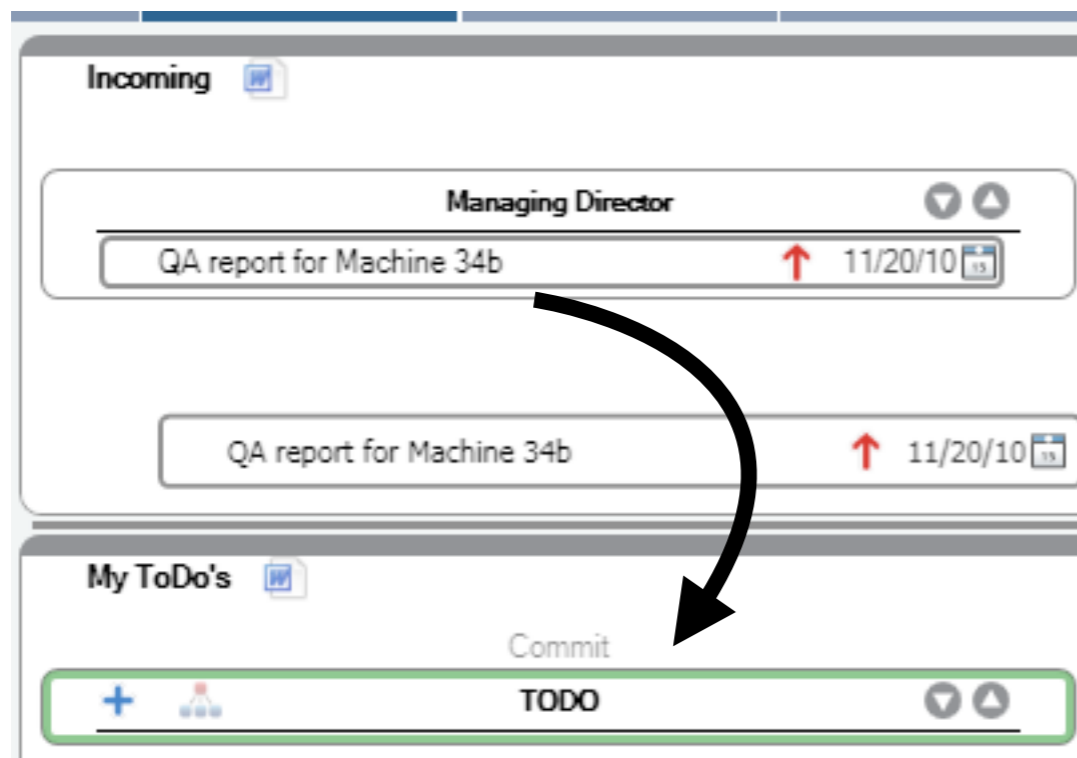 Incoming
Managing Director
QA report for Machine 34b 11/20/10
QA report for Machine 34b 11/20/10
My ToDo's
Commit
TODO